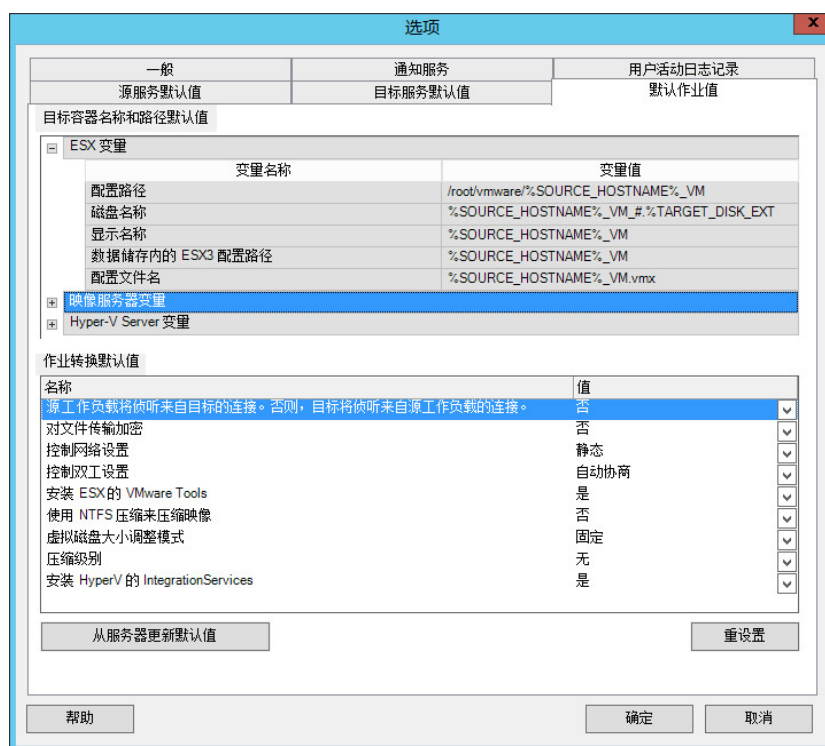 选项
x
一般 通知服务 用户活动日志记录
源服务默认值 目标服务默认值 默认作业值
目标容器名称和路径默认值
ESX 变量
变量名称 变量值
配置路径 /root/vmware/%SOURCE_HOSTNAME%_VM
磁盘名称 %SOURCE_HOSTNAME%_VM_#.%TARGET_DISK_EXT
显示名称 %SOURCE_HOSTNAME%_VM
数据储存内的 ESX3 配置路径 %SOURCE_HOSTNAME%_VM
配置文件名 %SOURCE_HOSTNAME%_VM.vmx
映像服务器变量
Hyper-V Server 变量
作业转换默认值
名称 值
源工作负载将侦听来自目标的连接。否则，目标将侦听来自源工作负载的连接。 否
对文件传输加密 否
控制网络设置 静态
控制双工设置 自动协商
安装 ESX的 VMware Tools 是
使用 NTFS 压缩来压缩映像 否
虚拟磁盘大小调整模式 固定
压缩级别 无
安装 HyperV 的 IntegrationServices 是
从服务器更新默认值 重设置
帮助 确定 取消